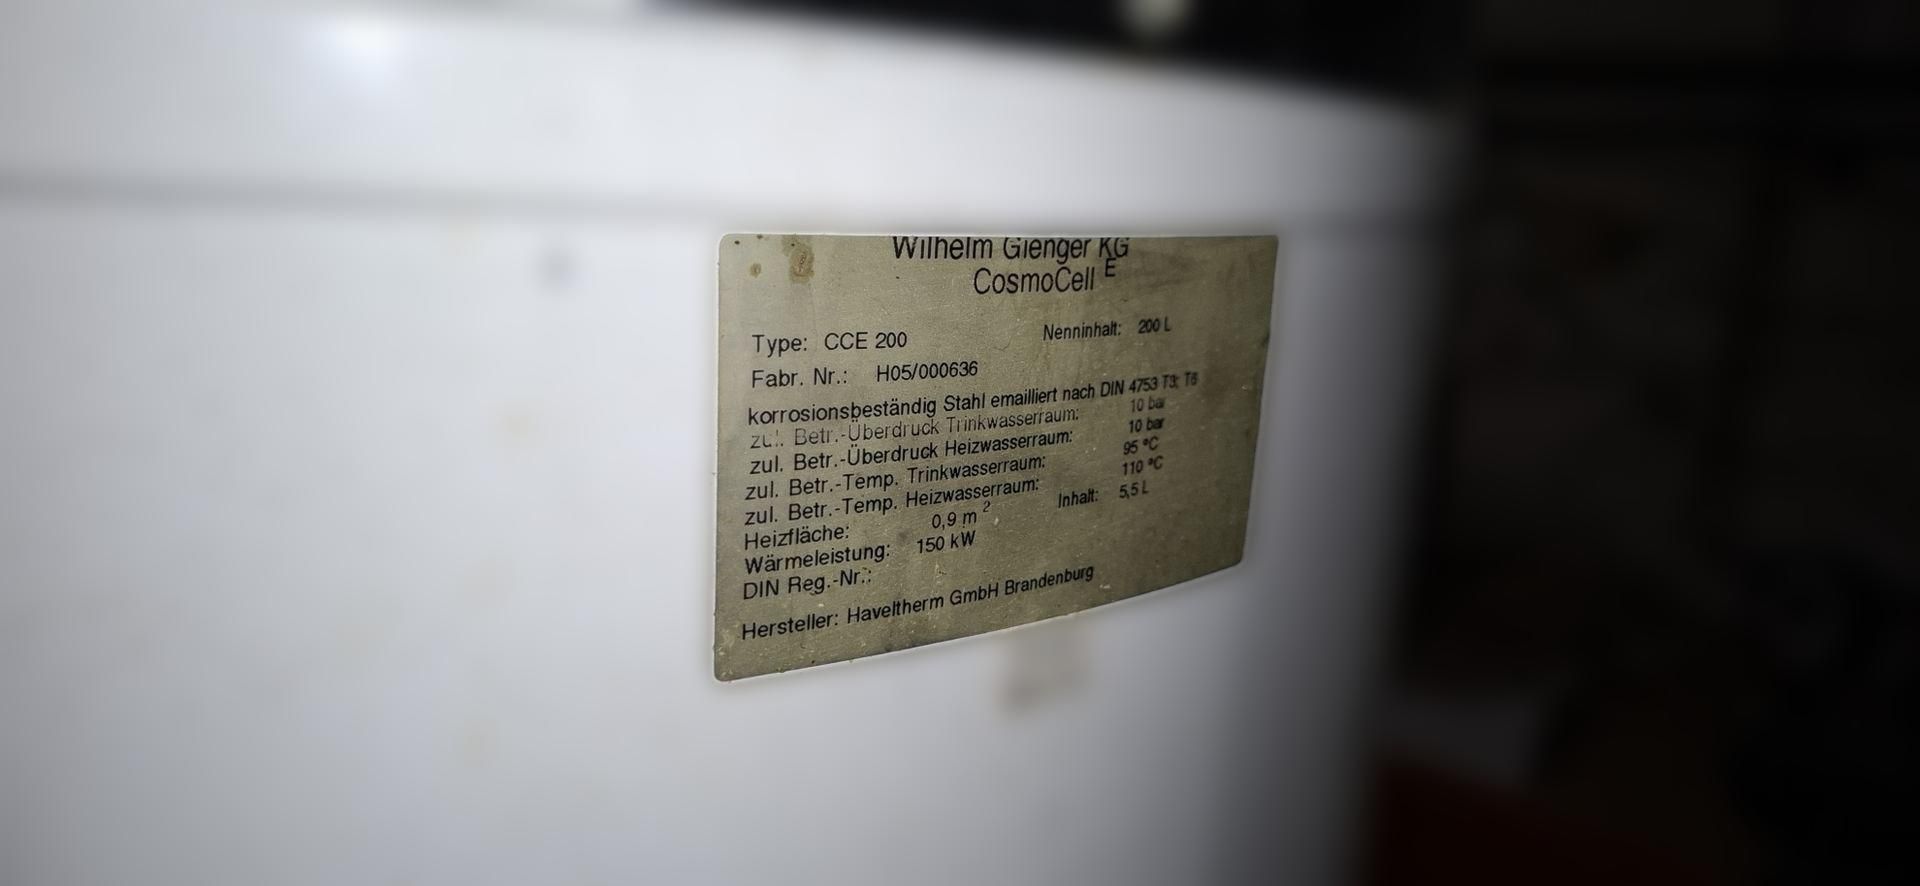 Wilhelm Gienger KG
CosmoCell E
Type: CCE 200 Nenninhalt: 200 L
Fabr. Nr.: H05/000636
korrosionsbeständig Stahl emailliert nach DIN 4753 T3; T6
zul. Betr.-Überdruck Trinkwasserraum: 10 bar
zul. Betr.-Überdruck Heizwasserraum: 10 bar
zul. Betr.-Temp. Trinkwasserraum: 95 °C
zul. Betr.-Temp. Heizwasserraum: 110 °C
Heizfläche: 0,9 m² Inhalt: 5,5 L
Wärmeleistung: 150 kW
DIN Reg.-Nr.:
Hersteller: Haveltherm GmbH Brandenburg